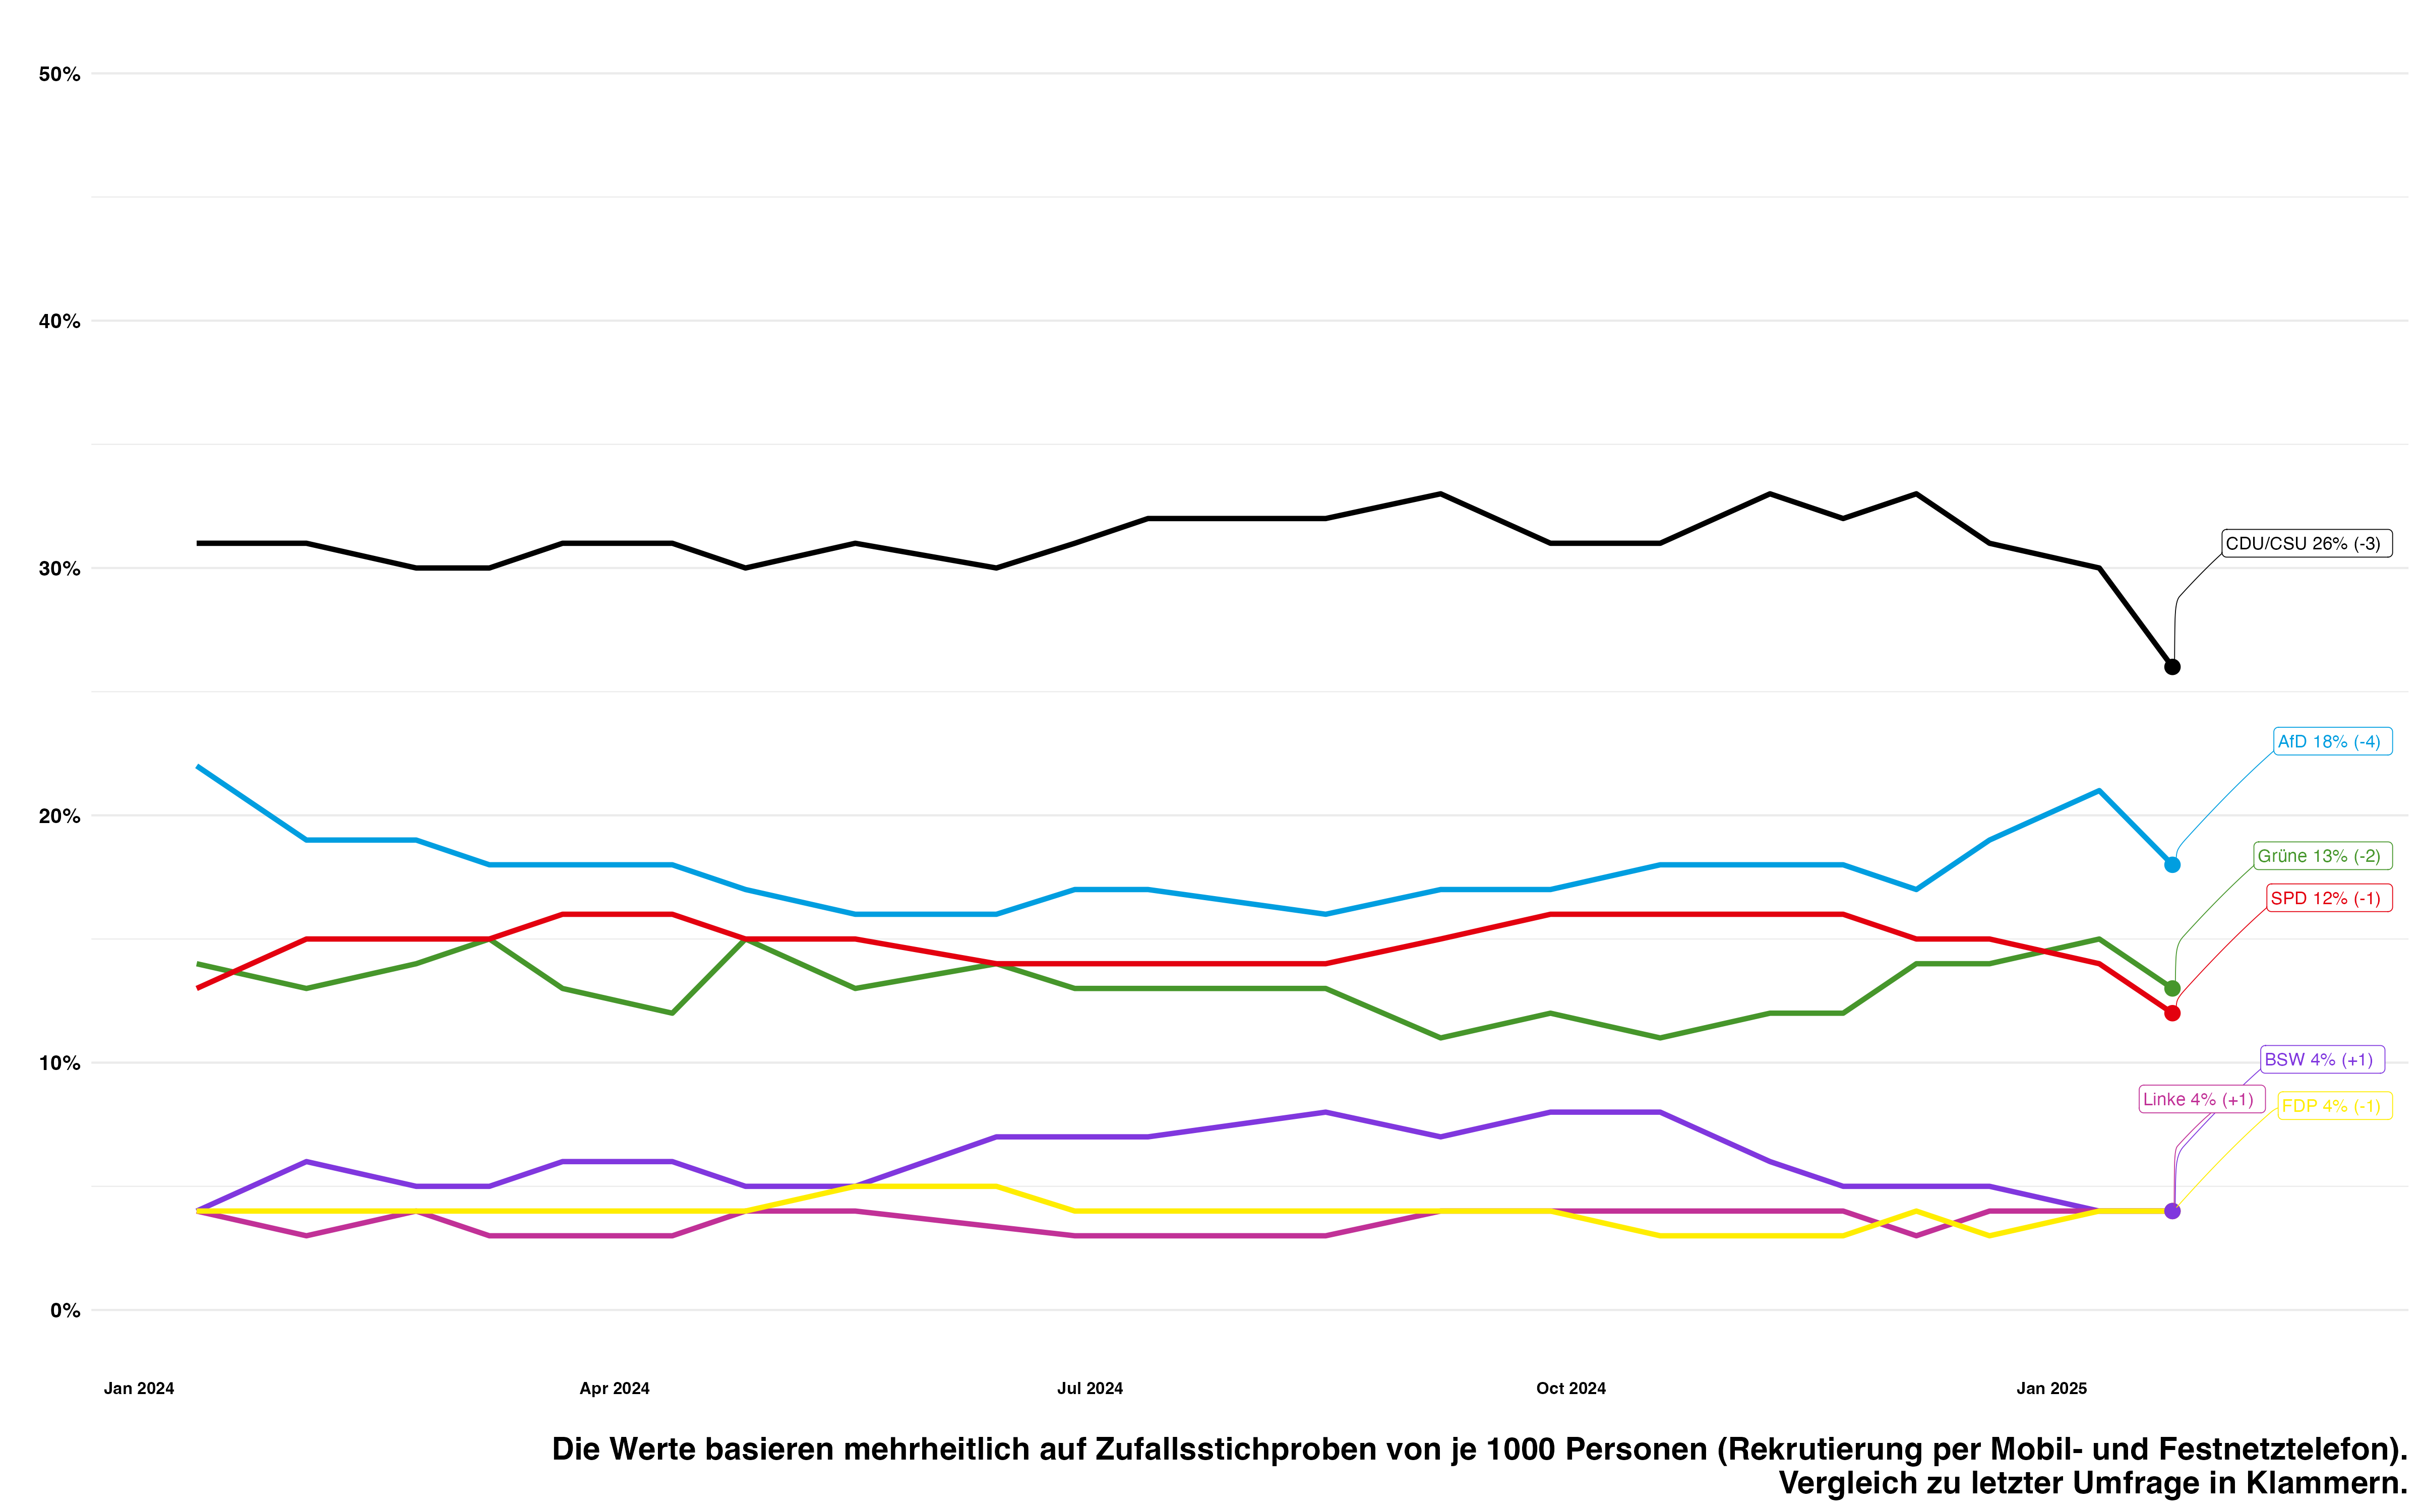 50%
40%
30%
20%
10%
0%
CDU/CSU 26% (-3)
AfD 18% (-4)
Grüne 13% (-2)
SPD 12% (-1)
BSW 4% (+1)
Linke 4% (+1)
FDP 4% (-1)
Jan 2024
Apr 2024
Jul 2024
Oct 2024
Jan 2025
Die Werte basieren mehrheitlich auf Zufallsstichproben von je 1000 Personen (Rekrutierung per Mobil- und Festnetztelefon).
Vergleich zu letzter Umfrage in Klammern.